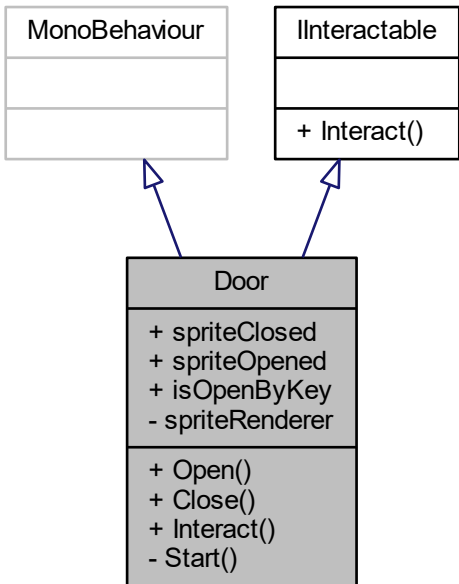 MonoBehaviour
IInteractable
+ Interact()
Door
+ spriteClosed
+ spriteOpened
+ isOpenByKey
- spriteRenderer
+ Open()
+ Close()
+ Interact()
- Start()